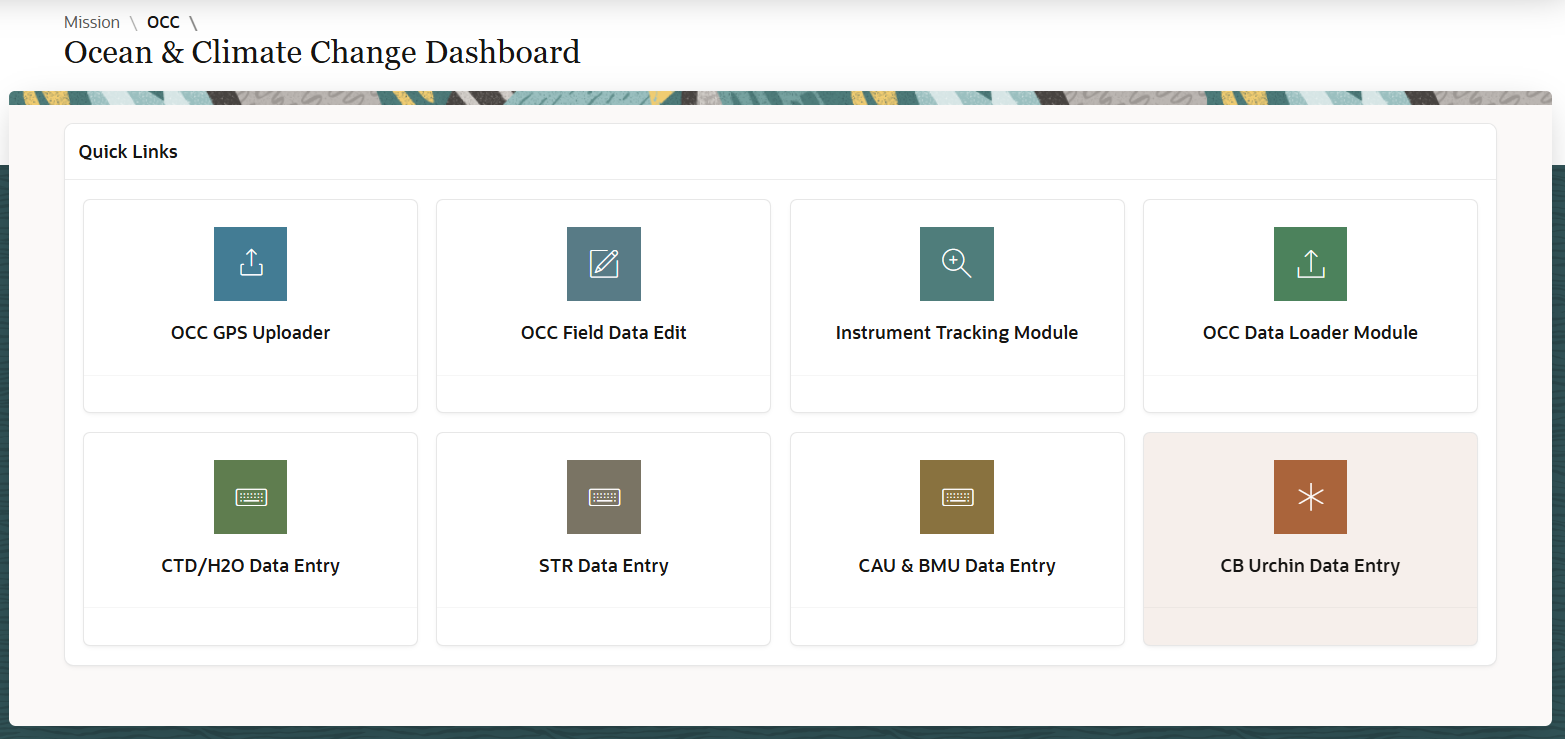 Mission \ OCC \
Ocean & Climate Change Dashboard
Quick Links
OCC GPS Uploader
OCC Field Data Edit
Instrument Tracking Module
OCC Data Loader Module
CTD/H2O Data Entry
STR Data Entry
CAU & BMU Data Entry
CB Urchin Data Entry